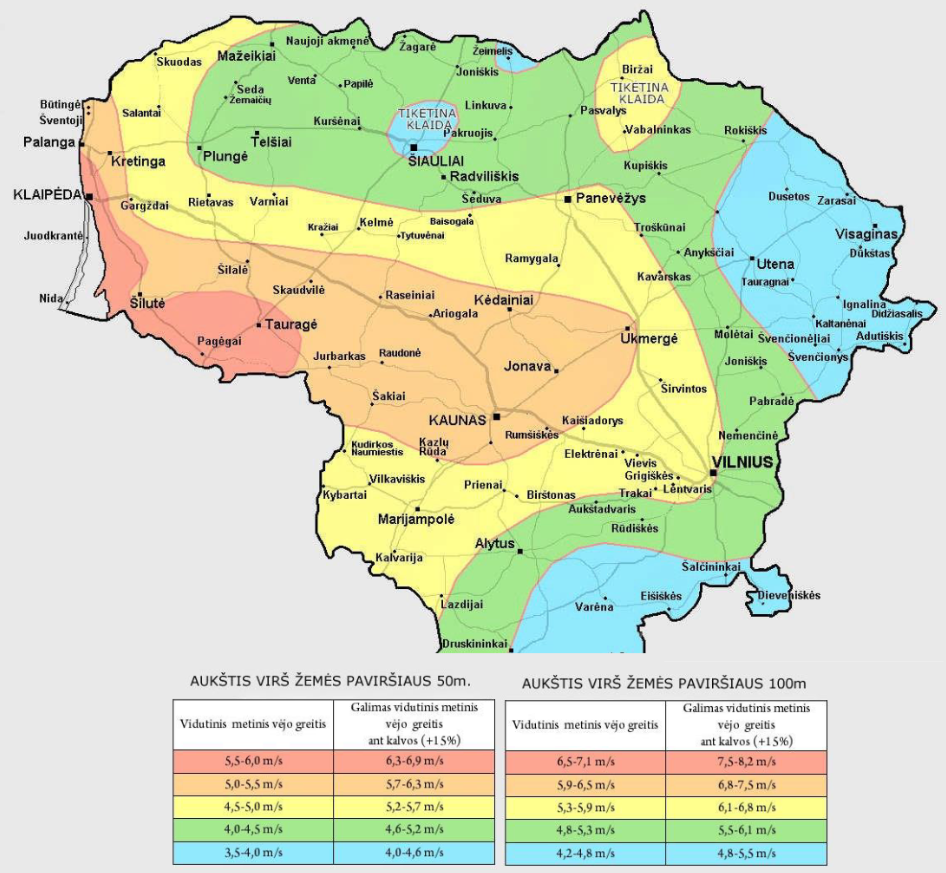 Naujoji akmenė
Žagarė
Žeimelis
Skuodas
Mažeikiai
Joniškis
Biržai
Venta
Papilė
Seda
Žemaičių
TIKĖTINA
KLAIDA
Būtingė
Šventoji
Salantai
Linkuva
Pasvalys
TIKĖTINA
KLAIDA
Kuršėnai
Pakruojis
Vabalninkas
Rokiškis
Palanga
Kretinga
Plungė
Telšiai
ŠIAULIAI
Radviliškis
Kupiškis
KLAIPĖDA
Gargždai
Rietavas
Varniai
Šeduva
Panevėžys
Dusetos
Zarasai
Juodkrantė
Kražiai
Kelmė
Baisogala
Tytuvėnai
Troškūnai
Visaginas
Dūkštas
Šilalė
Ramygala
Anykščiai
Utena
Skaudvilė
Kavarskas
Tauragnai
Nida
Šilutė
Raseiniai
Kėdainiai
Ignalina
Didžiasalis
Tauragė
Ariogala
Ukmergė
Molėtai
Kaltanėnai
Švenčionėliai
Adutiškis
Pagėgai
Jurbarkas
Raudonė
Jonava
Joniškis
Švenčionys
Šakiai
Širvintos
Pabradė
KAUNAS
Kaišiadorys
Rumšiškės
Nemenčinė
Kudirkos
Naumiestis
Kazlų
Rūda
Elektrėnai
Vievis
VILNIUS
Grigiškės
Kybartai
Vilkaviškis
Prienai
Birštonas
Trakai
Lentvaris
Marijampolė
Aukštadvaris
Rūdiškės
Kalvarija
Alytus
Šalčininkai
Lazdijai
Varėna
Eišiškės
Dieveniškės
Druskininkai
AUKŠTIS VIRŠ ŽEMĖS PAVIRŠIAUS 50m.
Vidutinis metinis vėjo greitis
Galimas vidutinis metinis
vėjo greitis
ant kalvos (+15%)
5,5-6,0 m/s 6,3-6,9 m/s
5,0-5,5 m/s 5,7-6,3 m/s
4,5-5,0 m/s 5,2-5,7 m/s
4,0-4,5 m/s 4,6-5,2 m/s
3,5-4,0 m/s 4,0-4,6 m/s
AUKŠTIS VIRŠ ŽEMĖS PAVIRŠIAUS 100m
Vidutinis metinis vėjo greitis
Galimas vidutinis metinis
vėjo greitis
ant kalvos (+15%)
6,5-7,1 m/s 7,5-8,2 m/s
5,9-6,5 m/s 6,8-7,5 m/s
5,3-5,9 m/s 6,1-6,8 m/s
4,8-5,3 m/s 5,5-6,1 m/s
4,2-4,8 m/s 4,8-5,5 m/s